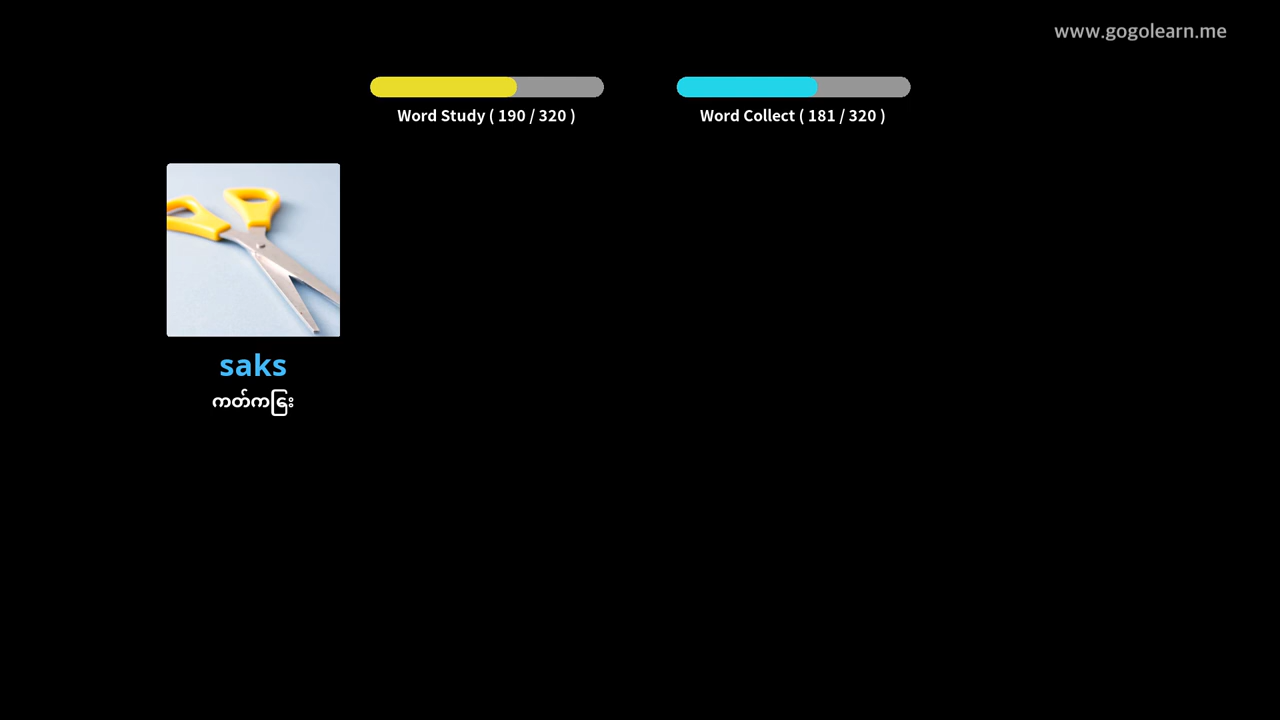 www.gogolearn.me
Word Study ( 190 / 320 )
Word Collect ( 181 / 320 )
saks
ကတ်ကြေး